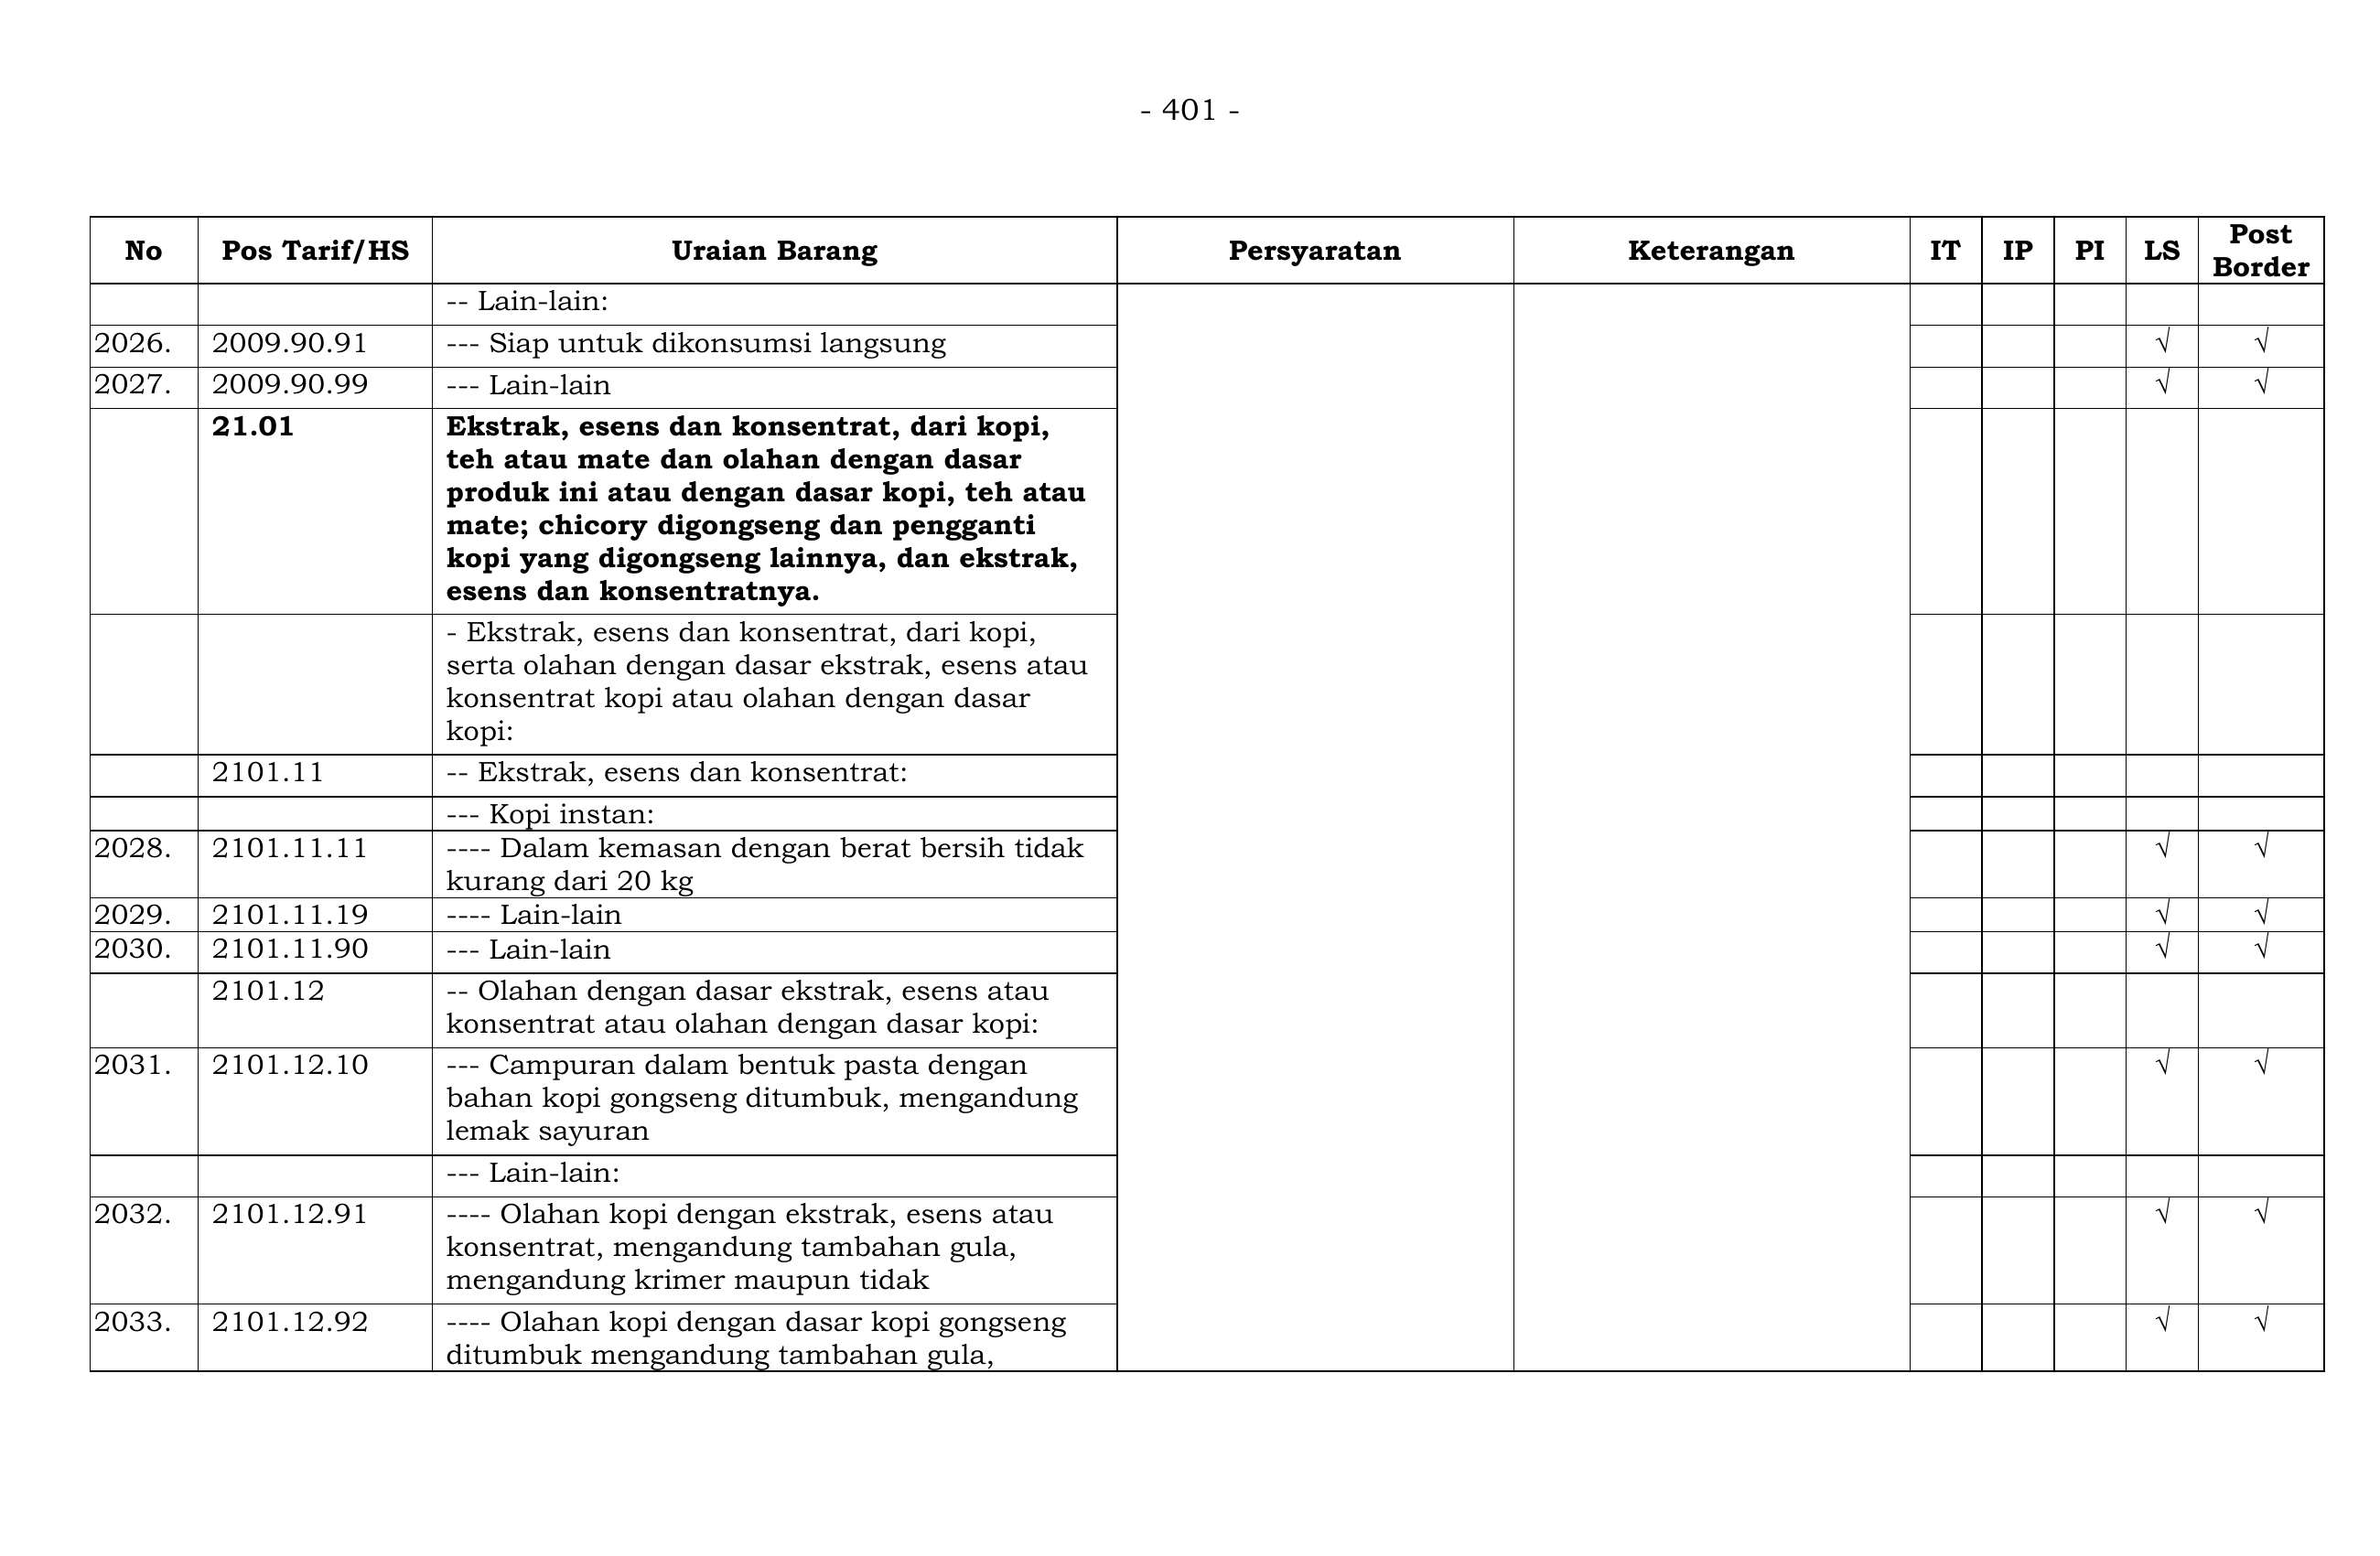 - 401 -
No Pos Tarif/HS Uraian Barang Persyaratan Keterangan IT IP PI LS Post Border
-- Lain-lain:
2026. 2009.90.91 --- Siap untuk dikonsumsi langsung √ √
2027. 2009.90.99 --- Lain-lain √ √
21.01 Ekstrak, esens dan konsentrat, dari kopi,
teh atau mate dan olahan dengan dasar
produk ini atau dengan dasar kopi, teh atau
mate; chicory digongseng dan pengganti
kopi yang digongseng lainnya, dan ekstrak,
esens dan konsentratnya.
- Ekstrak, esens dan konsentrat, dari kopi,
serta olahan dengan dasar ekstrak, esens atau
konsentrat kopi atau olahan dengan dasar
kopi:
2101.11 -- Ekstrak, esens dan konsentrat:
--- Kopi instan:
2028. 2101.11.11 ---- Dalam kemasan dengan berat bersih tidak √ √
kurang dari 20 kg
2029. 2101.11.19 ---- Lain-lain √ √
2030. 2101.11.90 --- Lain-lain √ √
2101.12 -- Olahan dengan dasar ekstrak, esens atau
konsentrat atau olahan dengan dasar kopi:
2031. 2101.12.10 --- Campuran dalam bentuk pasta dengan √ √
bahan kopi gongseng ditumbuk, mengandung
lemak sayuran
--- Lain-lain:
2032. 2101.12.91 ---- Olahan kopi dengan ekstrak, esens atau √ √
konsentrat, mengandung tambahan gula,
mengandung krimer maupun tidak
2033. 2101.12.92 ---- Olahan kopi dengan dasar kopi gongseng √ √
ditumbuk mengandung tambahan gula,